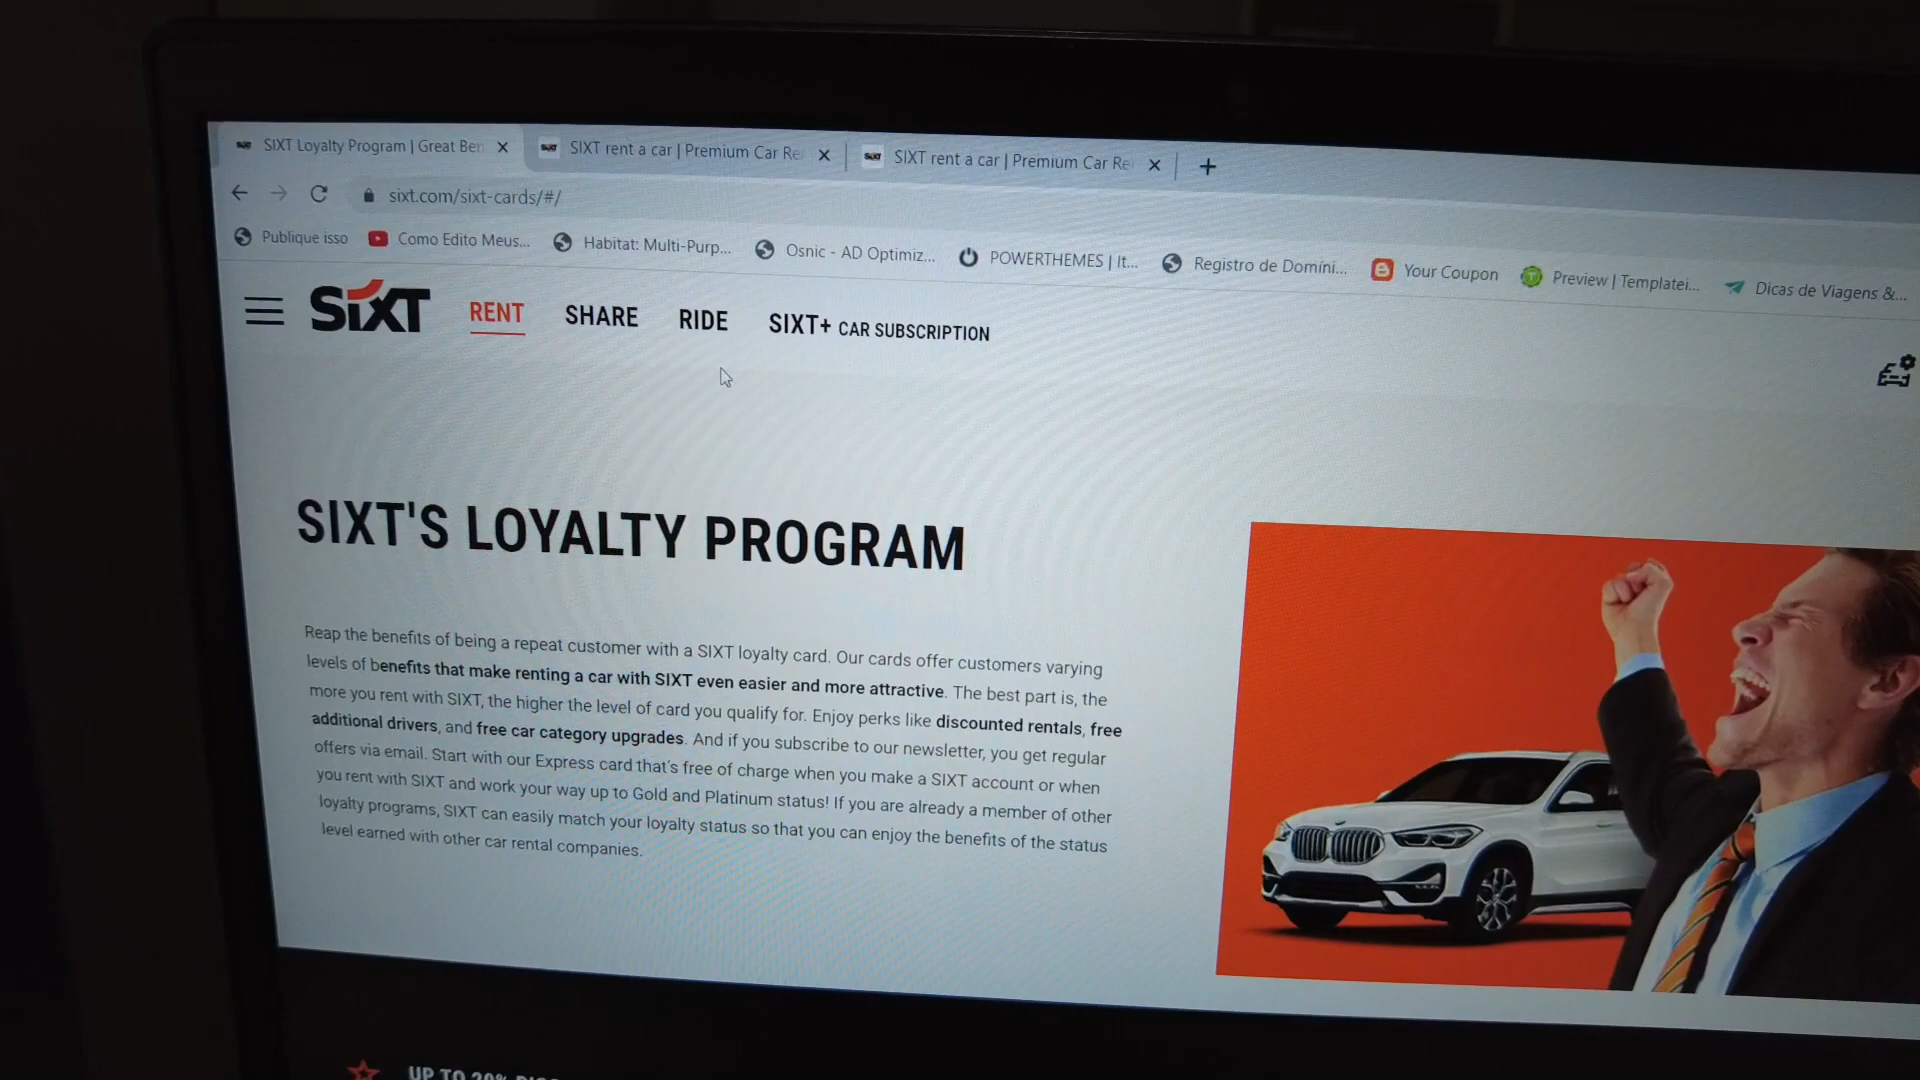 SIXT Loyalty Program | Great Ben
SIXT rent a car | Premium Car Re
SIXT rent a car | Premium Car Re
sixt.com/sixt-cards/#/
Publique isso
Como Edito Meus...
Habitat: Multi-Purp...
Osnic - AD Optimiz...
POWERTHEMES | It...
Registro de Domíni...
Your Coupon
Preview | Templatei...
Dicas de Viagens &...
SIXT
RENT
SHARE
RIDE
SIXT+ CAR SUBSCRIPTION
SIXT'S LOYALTY PROGRAM
Reap the benefits of being a repeat customer with a SIXT loyalty card. Our cards offer customers varying
levels of benefits that make renting a car with SIXT even easier and more attractive. The best part is, the
more you rent with SIXT, the higher the level of card you qualify for. Enjoy perks like discounted rentals, free
additional drivers, and free car category upgrades. And if you subscribe to our newsletter, you get regular
offers via email. Start with our Express card that's free of charge when you make a SIXT account or when
you rent with SIXT and work your way up to Gold and Platinum status! If you are already a member of other
loyalty programs, SIXT can easily match your loyalty status so that you can enjoy the benefits of the status
level earned with other car rental companies.
UP TO 20%